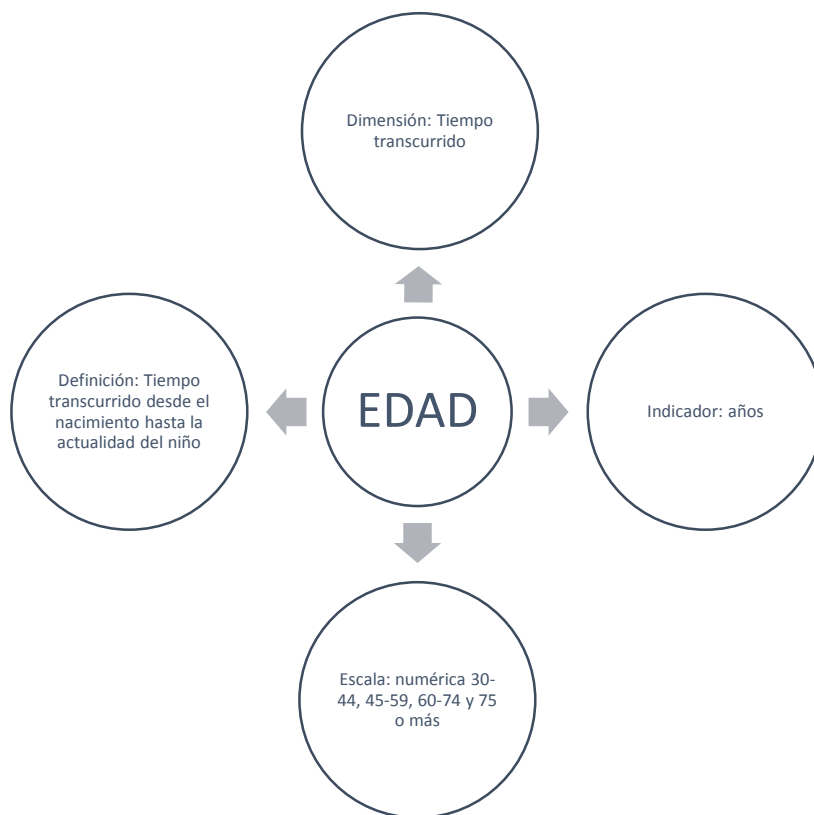 Dimensión: Tiempo
transcurrido
Definición: Tiempo
transcurrido desde el
nacimiento hasta la
actualidad del niño
EDAD
Indicador: años
Escala: numérica 30-
44, 45-59, 60-74 y 75
o más